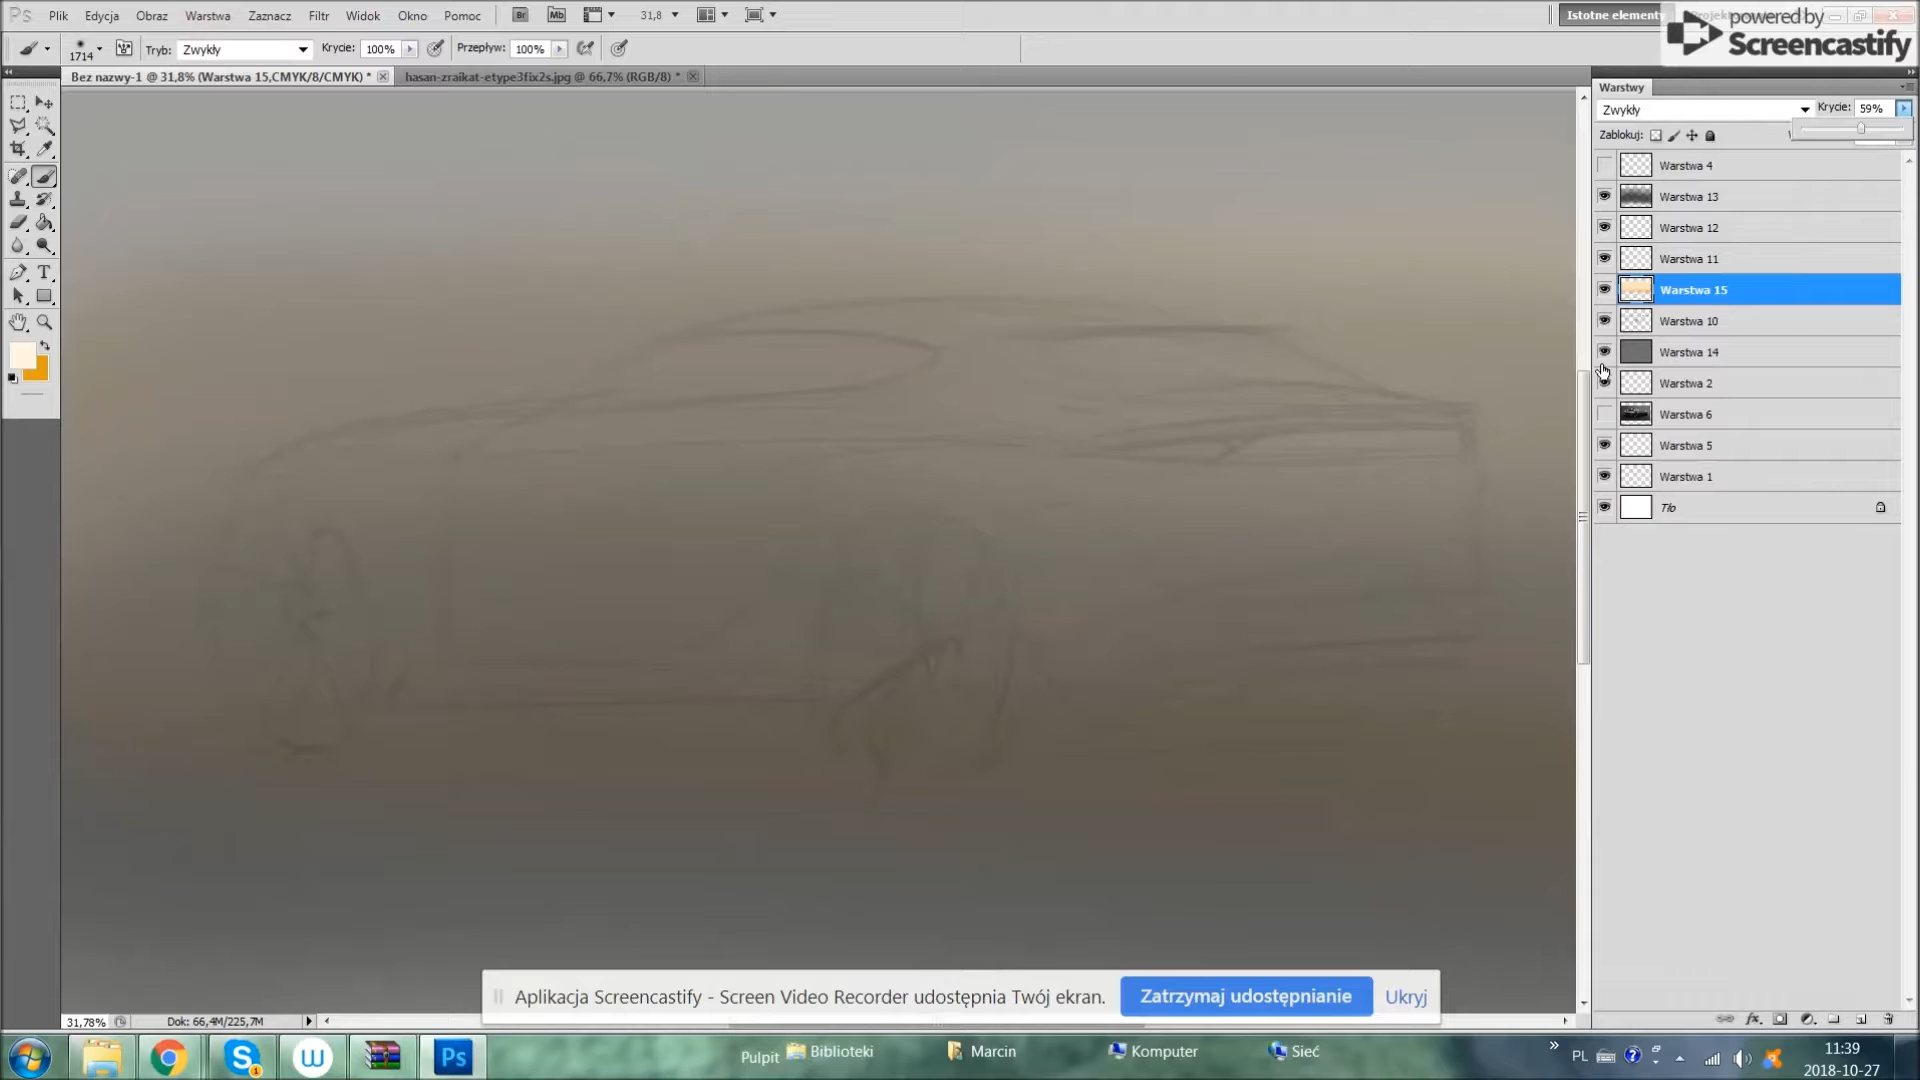 Ps Plik Edycja Obraz Warstwa Zaznacz Filtr Widok Okno Pomoc Br Mb 31,8 Istotne elementy
powered by
Screencastify
1714 Tryb: Zwykły Krycie: 100% Przepływ: 100%
Bez nazwy-1 @ 31,8% (Warstwa 15,CMYK/8/CMYK) * hasan-zraikat-etype3fix2s.jpg @ 66,7% (RGB/8) *
Warstwy
Zwykły Krycie: 59%
Zablokuj:
Warstwa 4
Warstwa 13
Warstwa 12
Warstwa 11
Warstwa 15
Warstwa 10
Warstwa 14
Warstwa 2
Warstwa 6
Warstwa 5
Warstwa 1
Tło
Aplikacja Screencastify - Screen Video Recorder udostępnia Twój ekran. Zatrzymaj udostępnianie Ukryj
31,78% Dok: 66,4M/225,7M
Pulpit Biblioteki Marcin Komputer Sieć PL 11:39
2018-10-27